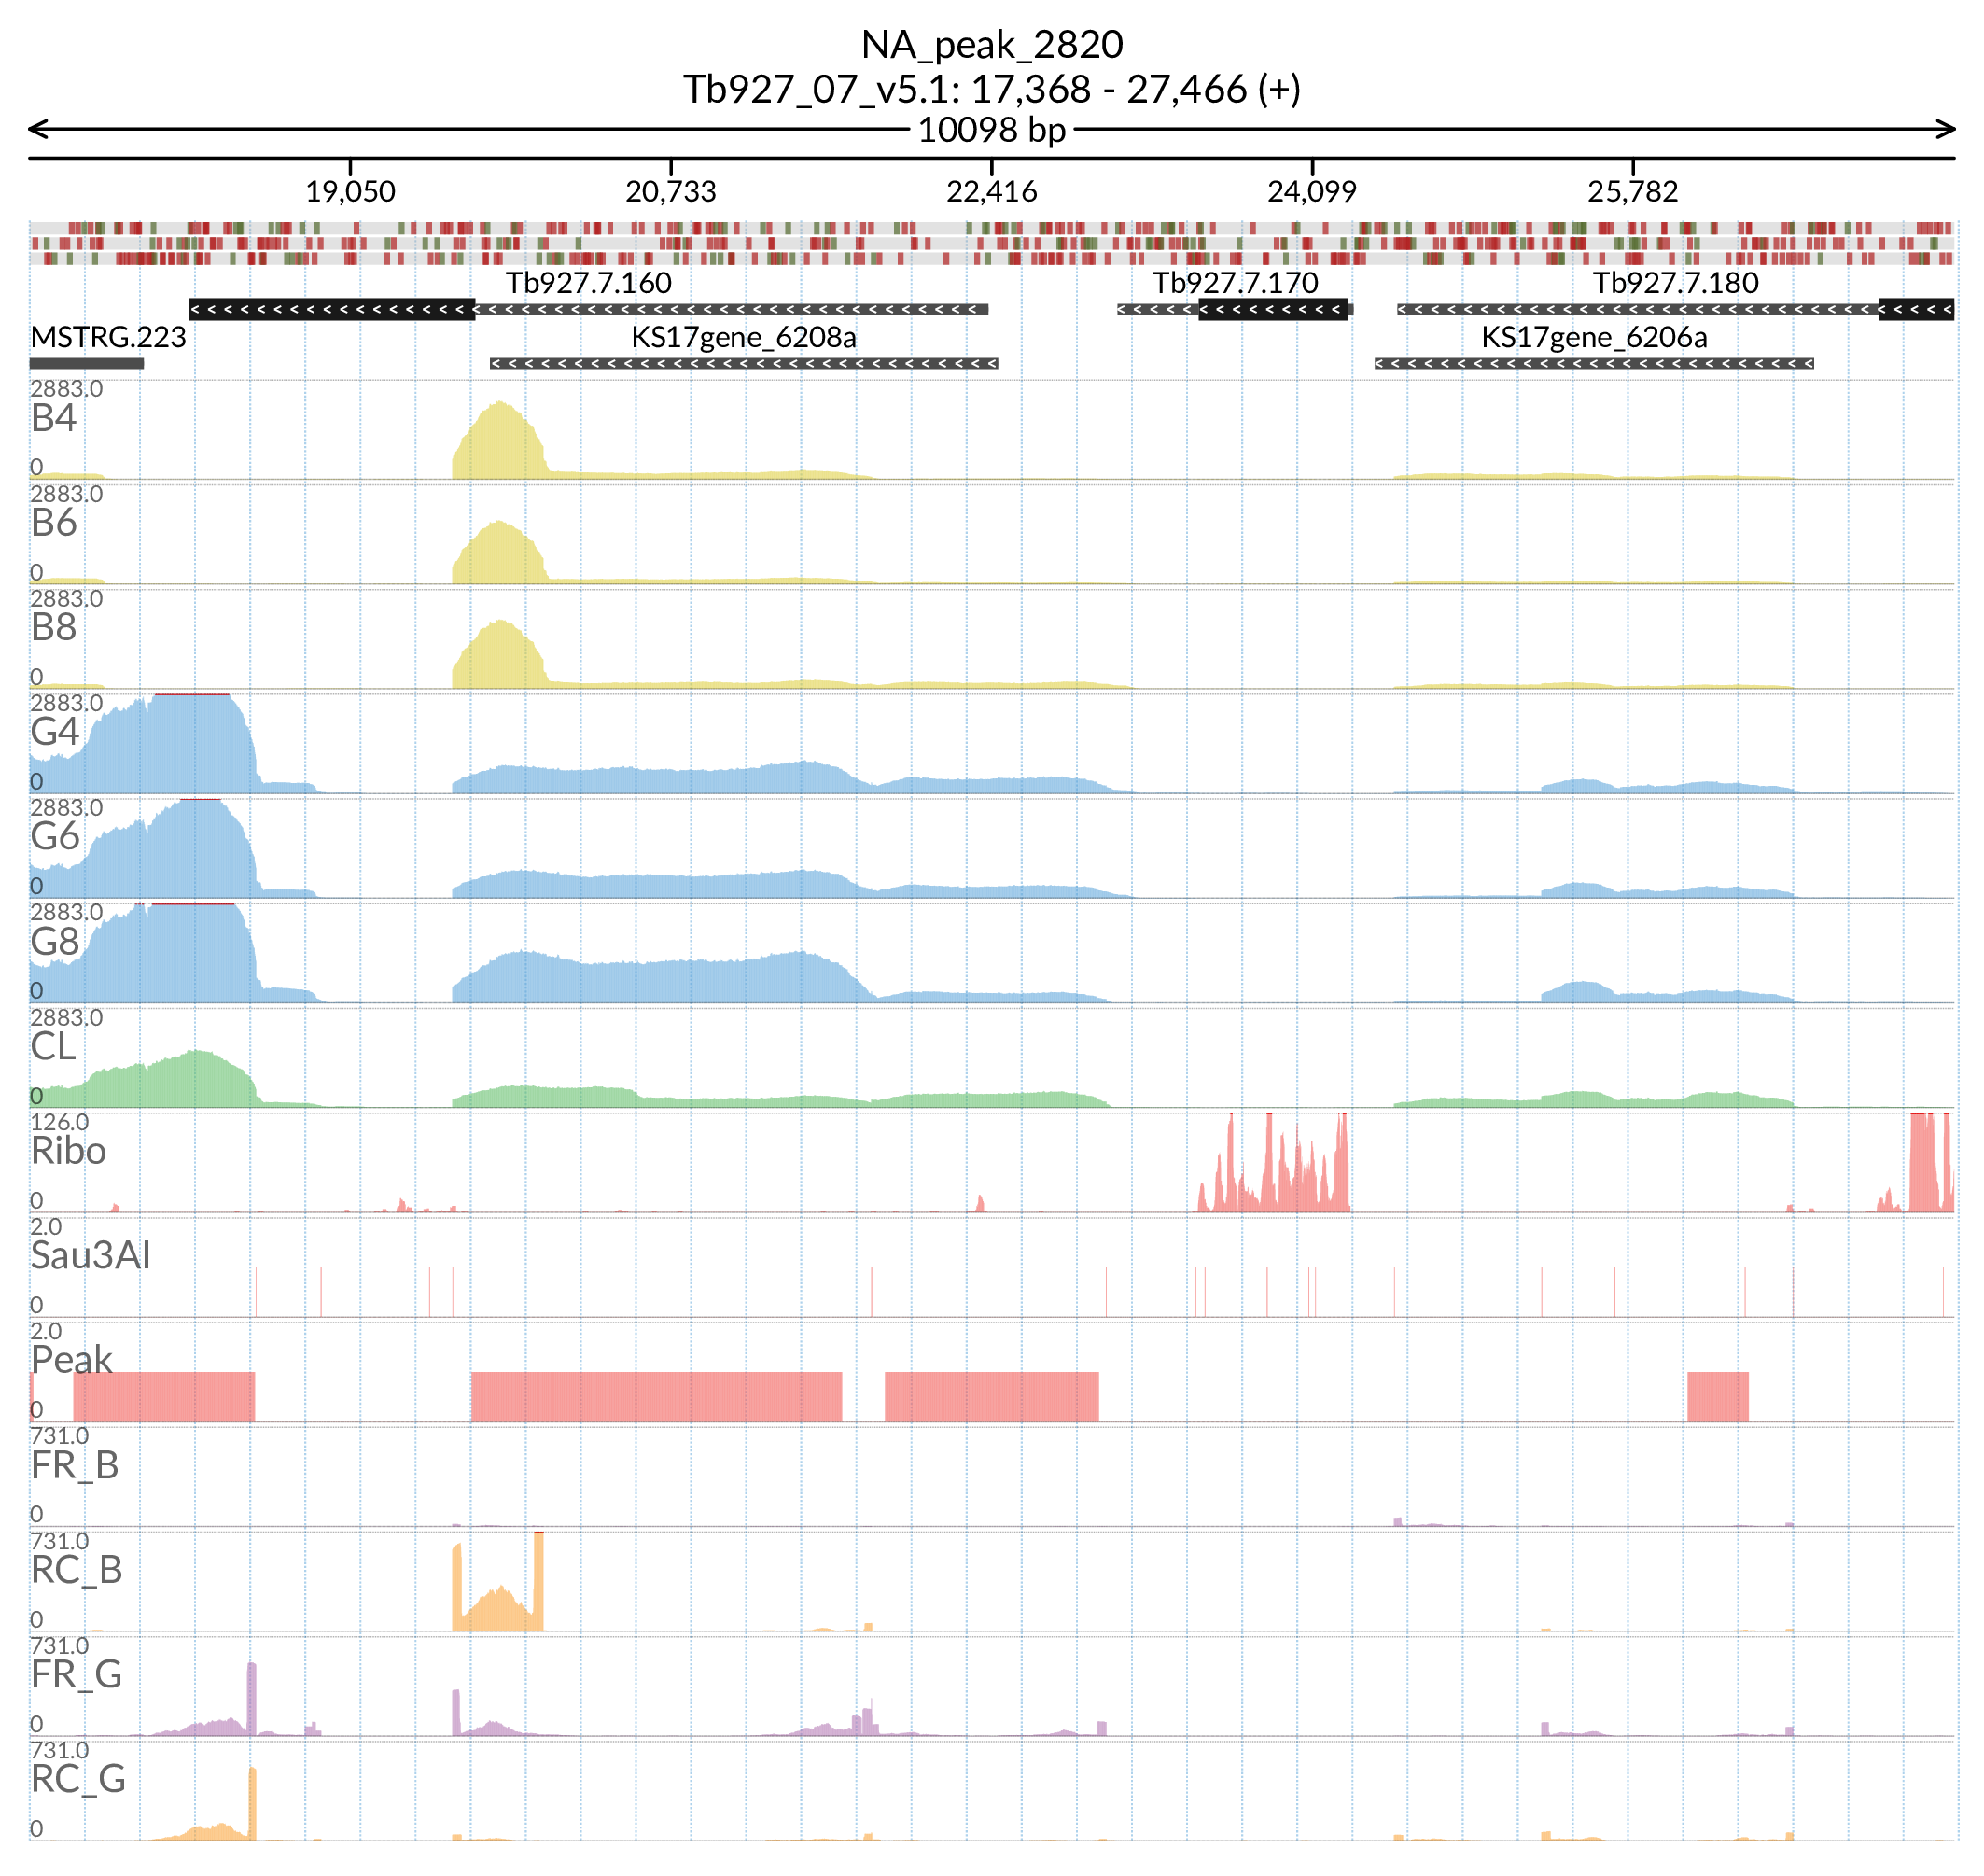 NA_peak_2820
Tb927_07_v5.1: 17,368 - 27,466 (+)
10098 bp
19,050 20,733 22,416 24,099 25,782
Tb927.7.160 Tb927.7.170 Tb927.7.180
MSTRG.223 KS17gene_6208a KS17gene_6206a
2883.0
B4
0
2883.0
B6
0
2883.0
B8
0
2883.0
G4
0
2883.0
G6
0
2883.0
G8
0
2883.0
CL
0
126.0
Ribo
0
2.0
Sau3AI
0
2.0
Peak
0
731.0
FR_B
0
731.0
RC_B
0
731.0
FR_G
0
731.0
RC_G
0